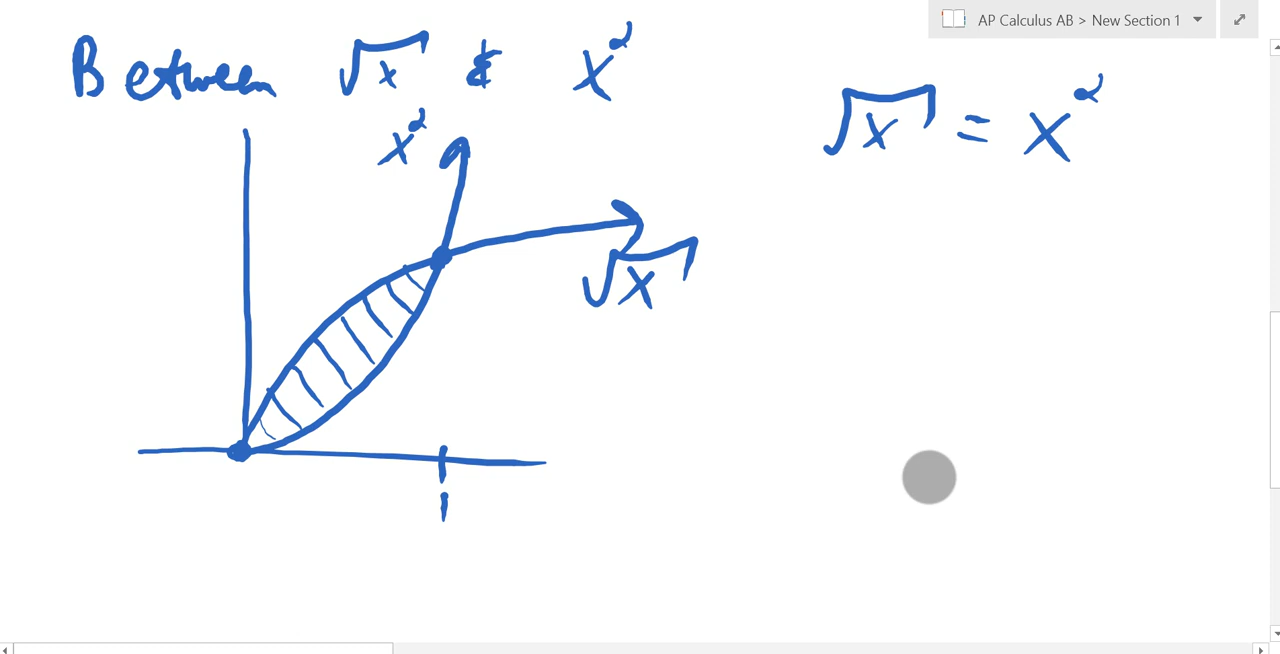 AP Calculus AB > New Section 1
Between √x & x²
√x = x²
x²
√x
1